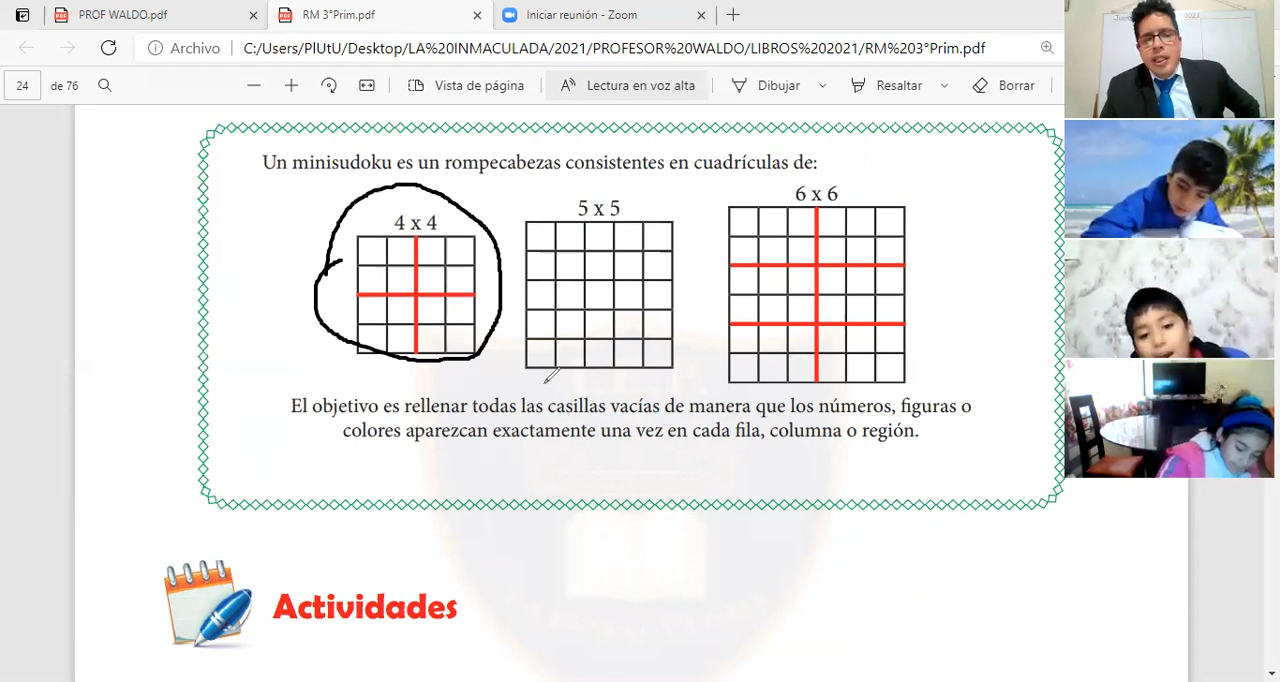 PROF WALDO.pdf
RM 3°Prim.pdf
Iniciar reunión - Zoom
Archivo
C:/Users/PlUtU/Desktop/LA%20INMACULADA/2021/PROFESOR%20WALDO/LIBROS%202021/RM%203°Prim.pdf
24 de 76
Vista de página
Lectura en voz alta
Dibujar
Resaltar
Borrar
Un minisudoku es un rompecabezas consistentes en cuadrículas de:
4 x 4
5 x 5
6 x 6
El objetivo es rellenar todas las casillas vacías de manera que los números, figuras o
colores aparezcan exactamente una vez en cada fila, columna o región.
Actividades